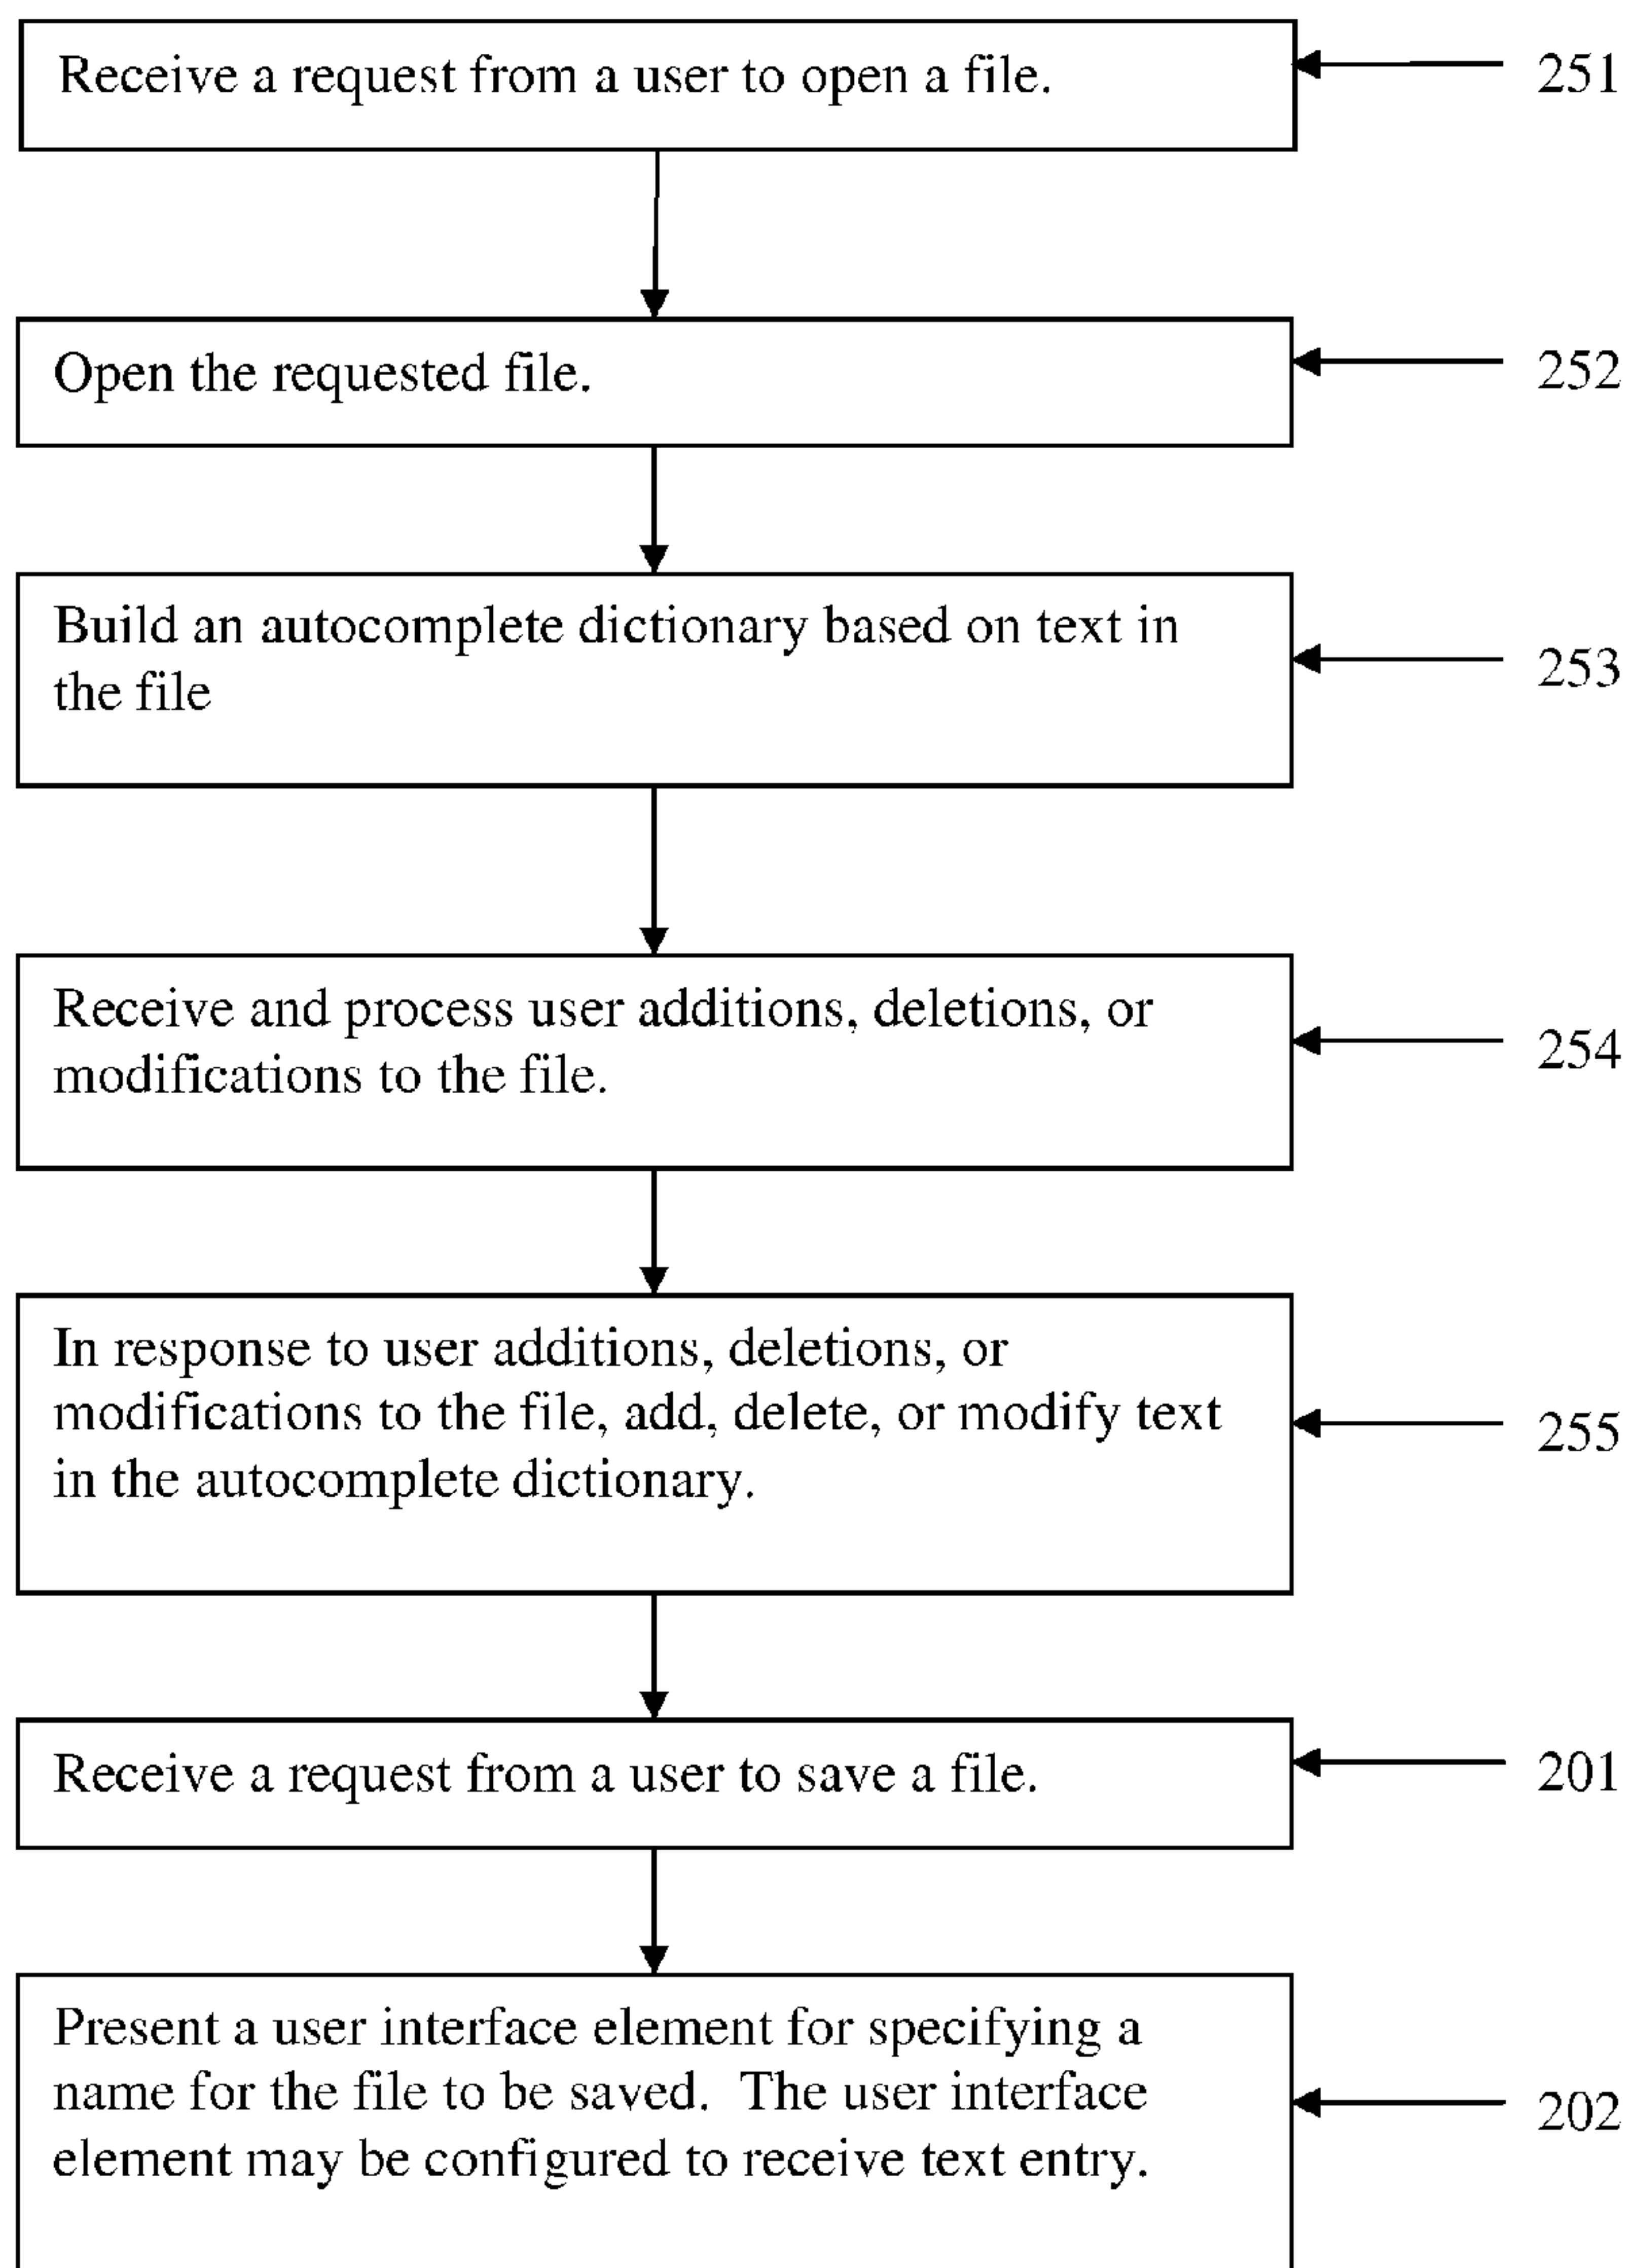 Receive a request from a user to open a file.
251
Open the requested file.
252
Build an autocomplete dictionary based on text in
the file
253
Receive and process user additions, deletions, or
modifications to the file.
254
In response to user additions, deletions, or
modifications to the file, add, delete, or modify text
in the autocomplete dictionary.
255
Receive a request from a user to save a file.
201
Present a user interface element for specifying a
name for the file to be saved.  The user interface
element may be configured to receive text entry.
202